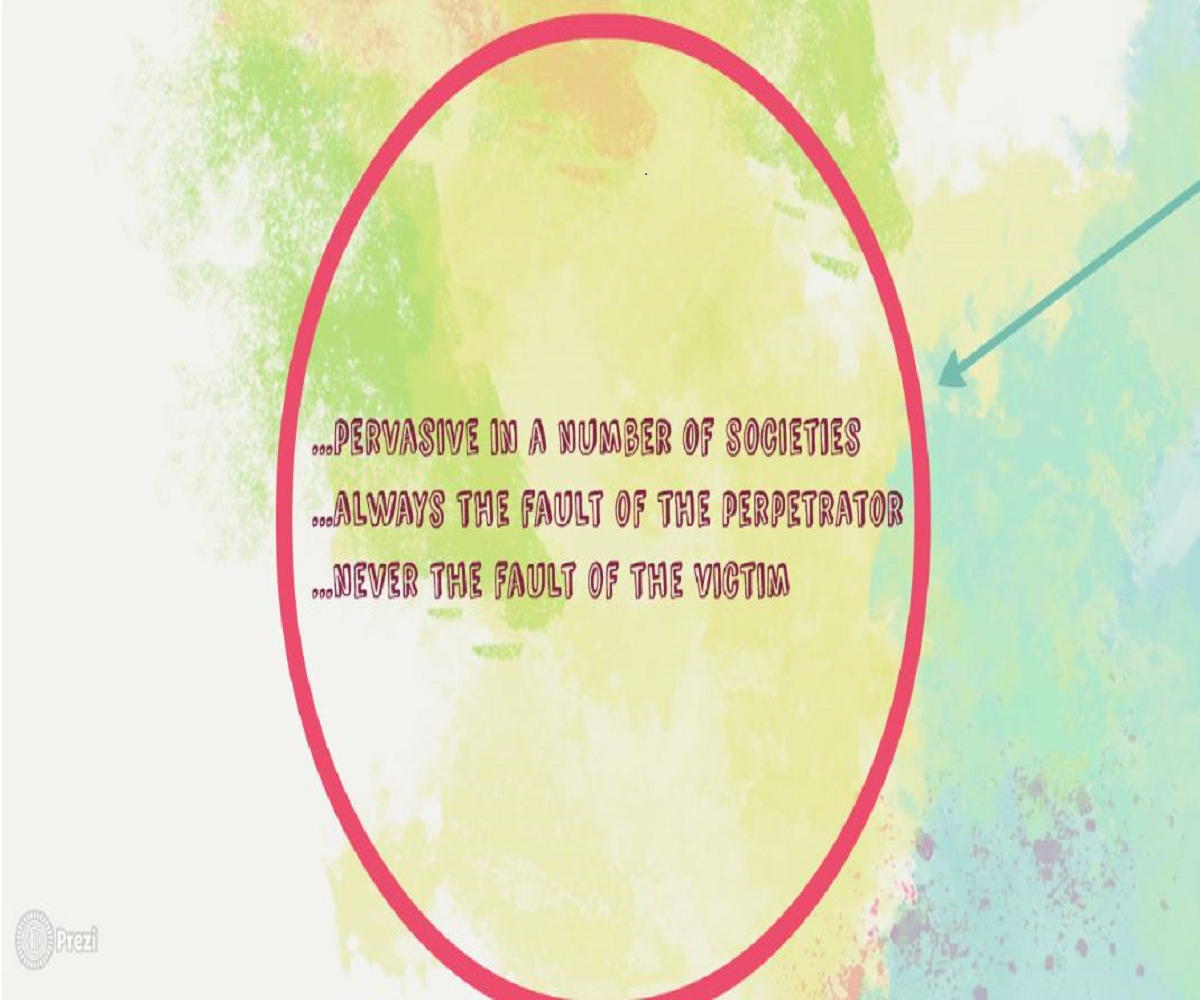 ...PERVASIVE IN A NUMBER OF SOCIETIES
...ALWAYS THE FAULT OF THE PERPETRATOR
...NEVER THE FAULT OF THE VICTIM
Prezi